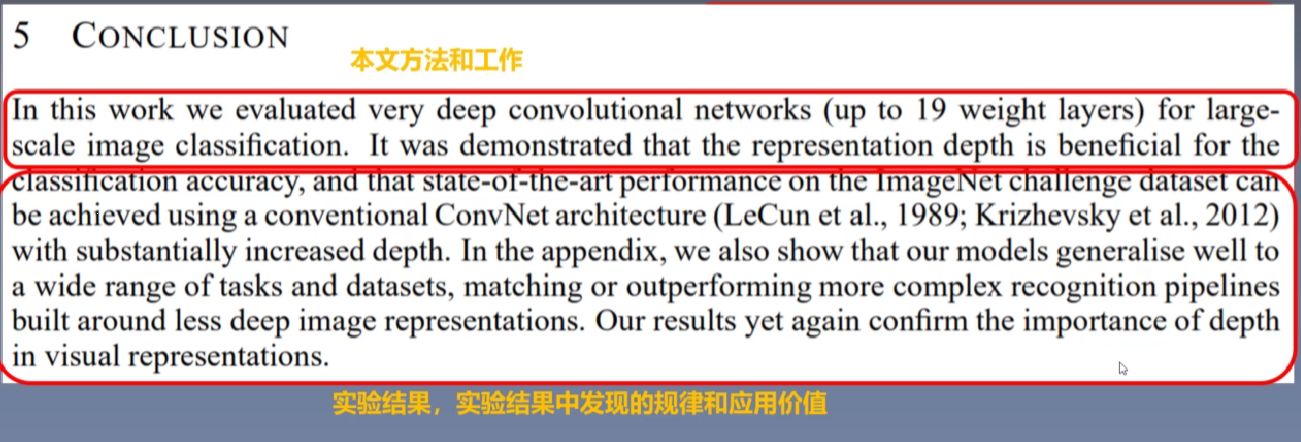 5 CONCLUSION
本文方法和工作
In this work we evaluated very deep convolutional networks (up to 19 weight layers) for large-
scale image classification. It was demonstrated that the representation depth is beneficial for the
classification accuracy, and that state-of-the-art performance on the ImageNet challenge dataset can
be achieved using a conventional ConvNet architecture (LeCun et al., 1989; Krizhevsky et al., 2012)
with substantially increased depth. In the appendix, we also show that our models generalise well to
a wide range of tasks and datasets, matching or outperforming more complex recognition pipelines
built around less deep image representations. Our results yet again confirm the importance of depth
in visual representations.
实验结果，实验结果中发现的规律和应用价值